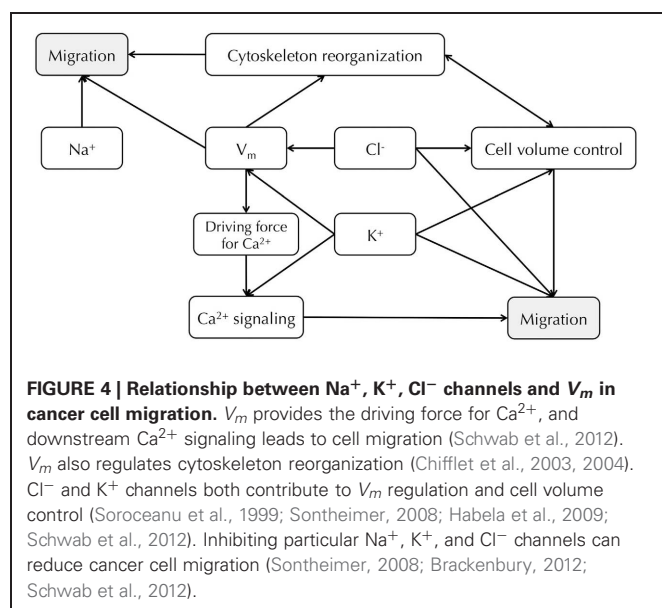 Migration
Cytoskeleton reorganization
Na⁺
Vₘ
Cl⁻
Cell volume control
Driving force
for Ca²⁺
K⁺
Ca²⁺ signaling
Migration
FIGURE 4 | Relationship between Na⁺, K⁺, Cl⁻ channels and Vₘ in
cancer cell migration. Vₘ provides the driving force for Ca²⁺, and
downstream Ca²⁺ signaling leads to cell migration (Schwab et al., 2012).
Vₘ also regulates cytoskeleton reorganization (Chifflet et al., 2003, 2004).
Cl⁻ and K⁺ channels both contribute to Vₘ regulation and cell volume
control (Soroceanu et al., 1999; Sontheimer, 2008; Habela et al., 2009;
Schwab et al., 2012). Inhibiting particular Na⁺, K⁺, and Cl⁻ channels can
reduce cancer cell migration (Sontheimer, 2008; Brackenbury, 2012;
Schwab et al., 2012).